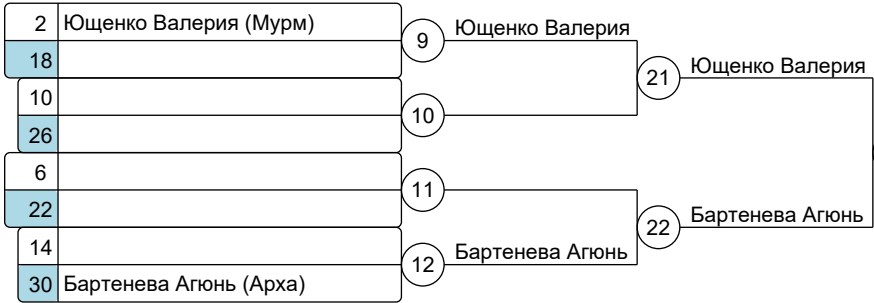 2 Ющенко Валерия (Мурм)
9 Ющенко Валерия
18
21 Ющенко Валерия
10
10
26
6
11
22
22 Бартенева Агюнь
14
12 Бартенева Агюнь
30 Бартенева Агюнь (Арха)